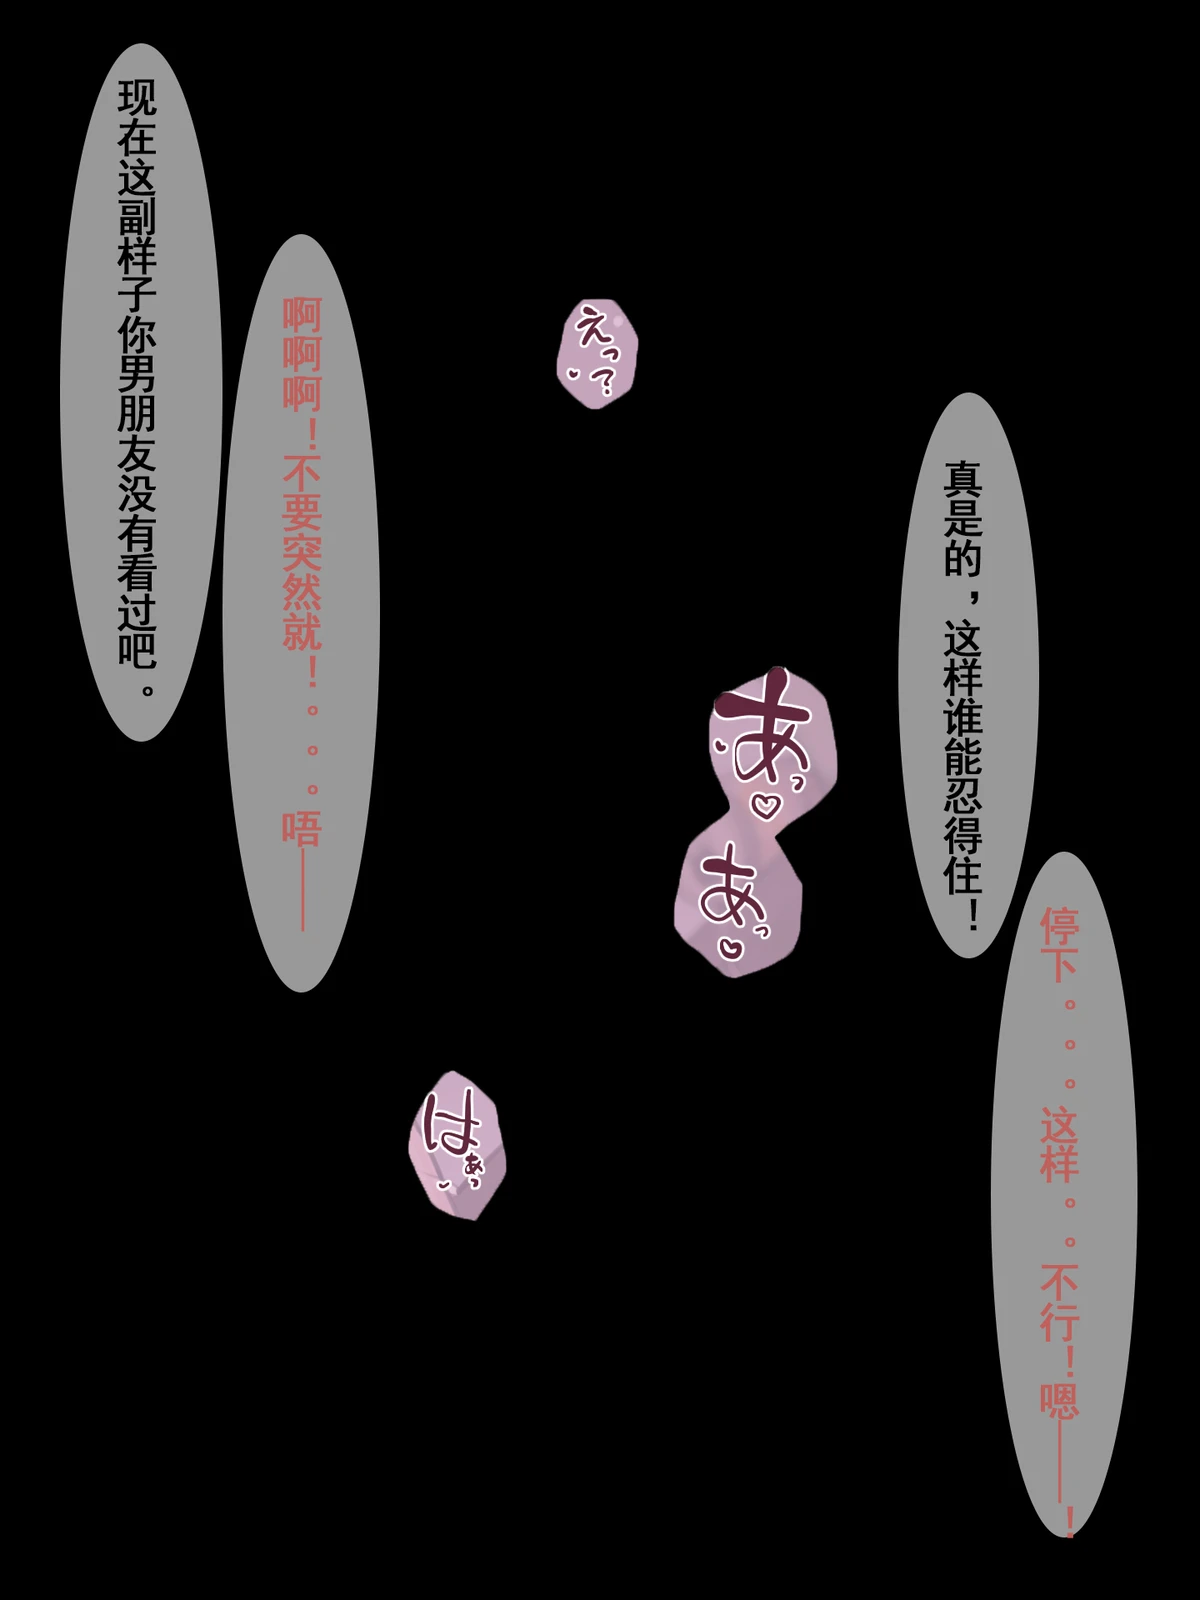 真是的，这样谁能忍得住！
停下。。。这样。。不行！嗯——！
えっ？
あっ♡
あっ♡
はぁっ
现在这副样子你男朋友没有看过吧。
啊啊啊！不要突然就！。。。唔——